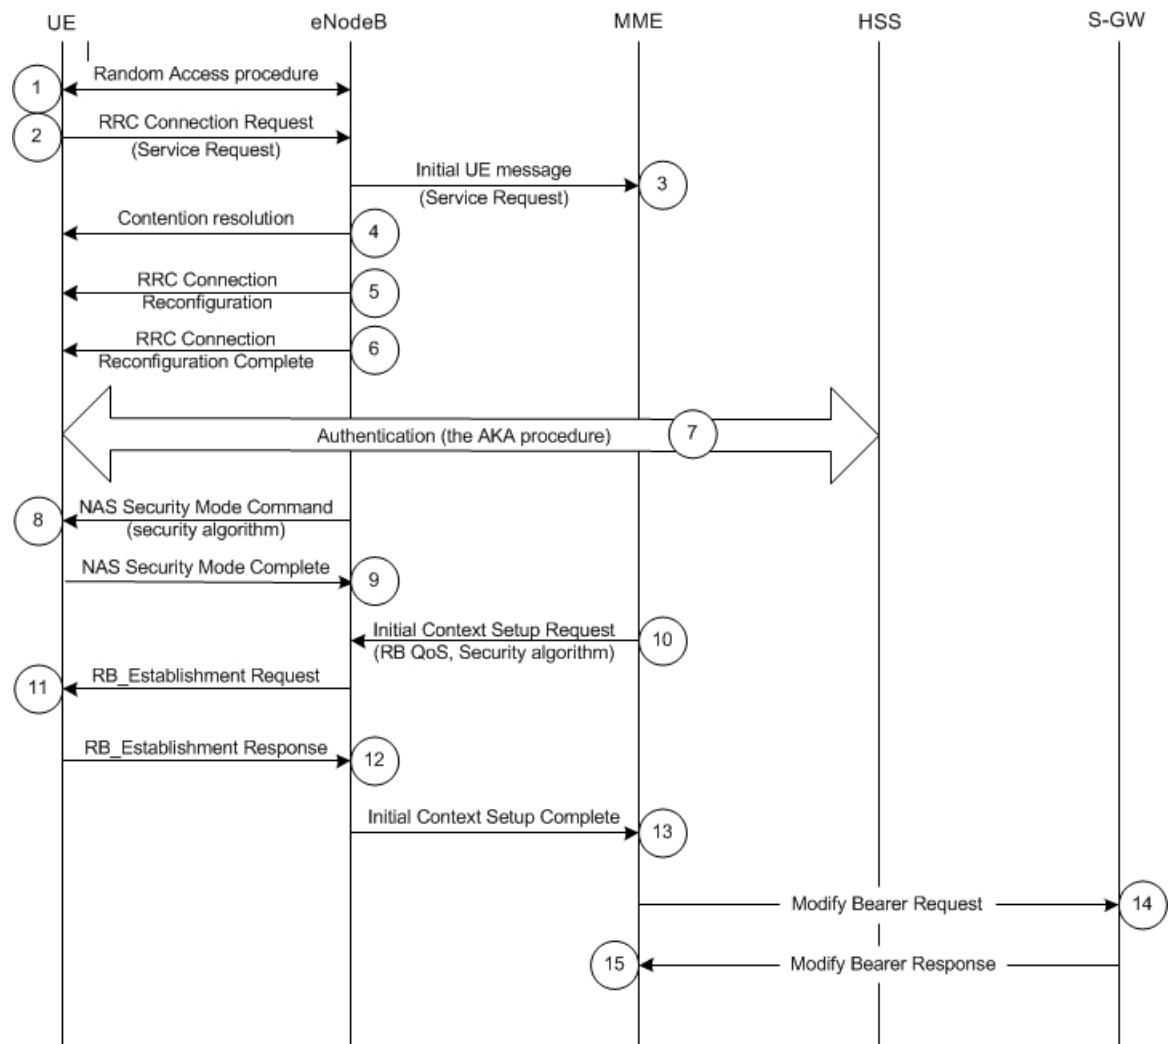 UE eNodeB MME HSS S-GW
1 Random Access procedure
2 RRC Connection Request
(Service Request)
Initial UE message 3
(Service Request)
Contention resolution 4
RRC Connection 5
Reconfiguration
RRC Connection 6
Reconfiguration Complete
Authentication (the AKA procedure) 7
8 NAS Security Mode Command
(security algorithm)
NAS Security Mode Complete 9
Initial Context Setup Request 10
(RB QoS, Security algorithm)
11 RB_Establishment Request
RB_Establishment Response 12
Initial Context Setup Complete 13
Modify Bearer Request 14
15 Modify Bearer Response